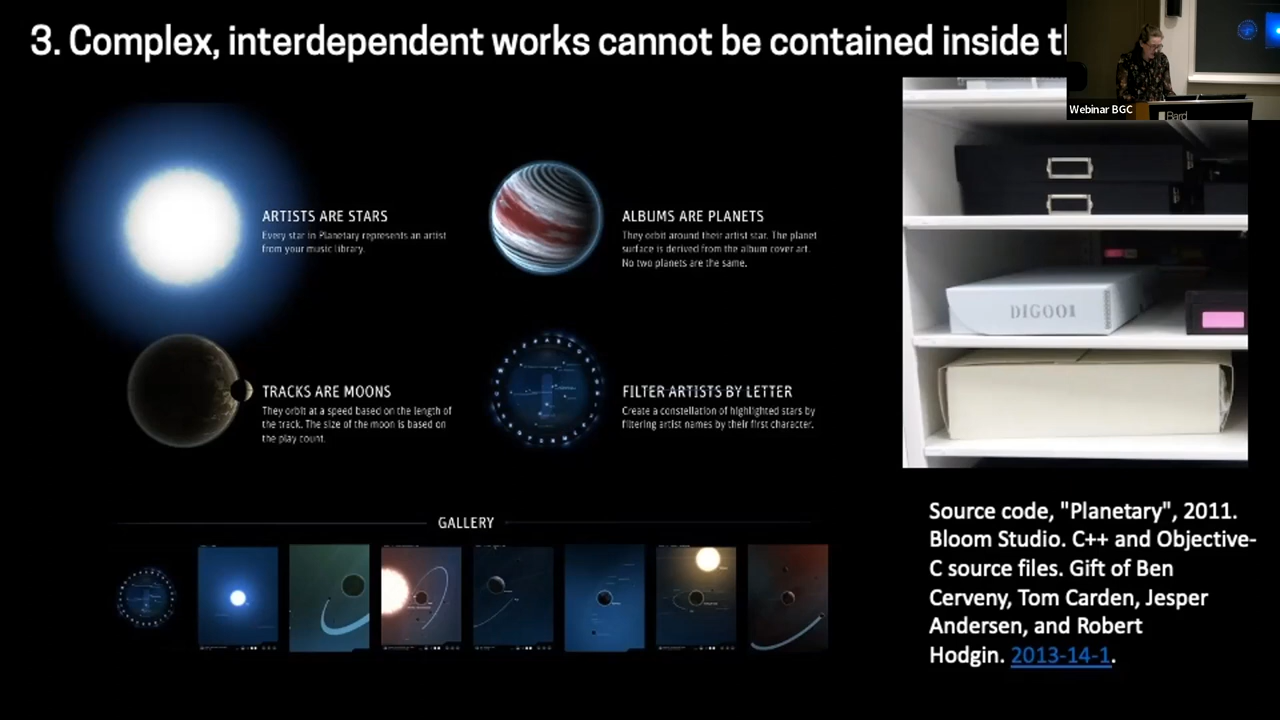 3. Complex, interdependent works cannot be contained inside t
Webinar BGC
Bard
ARTISTS ARE STARS
Every star in Planetary represents an artist
from your music library.
ALBUMS ARE PLANETS
They orbit around their artist star. The planet
surface is derived from the album cover art.
No two planets are the same.
TRACKS ARE MOONS
They orbit at a speed based on the length of
the track. The size of the moon is based on
the play count.
FILTER ARTISTS BY LETTER
Create a constellation of highlighted stars by
filtering artist names by their first character.
GALLERY
DIG001
Source code, "Planetary", 2011.
Bloom Studio. C++ and Objective-
C source files. Gift of Ben
Cerveny, Tom Carden, Jesper
Andersen, and Robert
Hodgin. 2013-14-1.